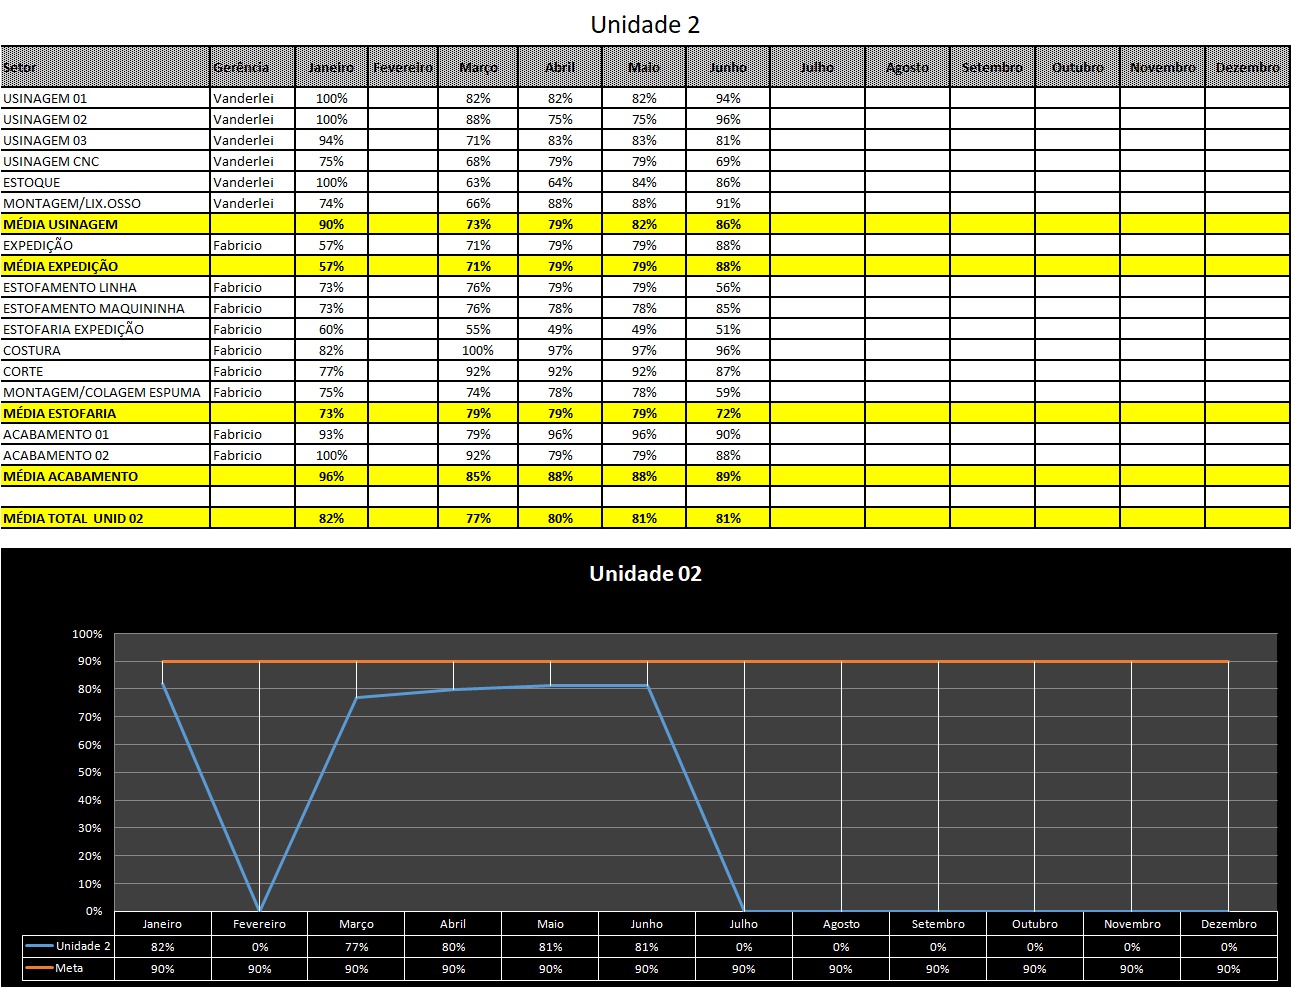 Unidade 2
Setor Gerência Janeiro Fevereiro Março Abril Maio Junho Julho Agosto Setembro Outubro Novembro Dezembro
USINAGEM 01 Vanderlei 100% 82% 82% 82% 94%
USINAGEM 02 Vanderlei 100% 88% 75% 75% 96%
USINAGEM 03 Vanderlei 94% 71% 83% 83% 81%
USINAGEM CNC Vanderlei 75% 68% 79% 79% 69%
ESTOQUE Vanderlei 100% 63% 64% 84% 86%
MONTAGEM/LIX.OSSO Vanderlei 74% 66% 88% 88% 91%
MÉDIA USINAGEM 90% 73% 79% 82% 86%
EXPEDIÇÃO Fabricio 57% 71% 79% 79% 88%
MÉDIA EXPEDIÇÃO 57% 71% 79% 79% 88%
ESTOFAMENTO LINHA Fabricio 73% 76% 79% 79% 56%
ESTOFAMENTO MAQUININHA Fabricio 73% 76% 78% 78% 85%
ESTOFARIA EXPEDIÇÃO Fabricio 60% 55% 49% 49% 51%
COSTURA Fabricio 82% 100% 97% 97% 96%
CORTE Fabricio 77% 92% 92% 92% 87%
MONTAGEM/COLAGEM ESPUMA Fabricio 75% 74% 78% 78% 59%
MÉDIA ESTOFARIA 73% 79% 79% 79% 72%
ACABAMENTO 01 Fabricio 93% 79% 96% 96% 90%
ACABAMENTO 02 Fabricio 100% 92% 79% 79% 88%
MÉDIA ACABAMENTO 96% 85% 88% 88% 89%
MÉDIA TOTAL UNID 02 82% 77% 80% 81% 81%
Unidade 02
100%
90%
80%
70%
60%
50%
40%
30%
20%
10%
0%
Janeiro Fevereiro Março Abril Maio Junho Julho Agosto Setembro Outubro Novembro Dezembro
Unidade 2 82% 0% 77% 80% 81% 81% 0% 0% 0% 0% 0% 0%
Meta 90% 90% 90% 90% 90% 90% 90% 90% 90% 90% 90% 90%